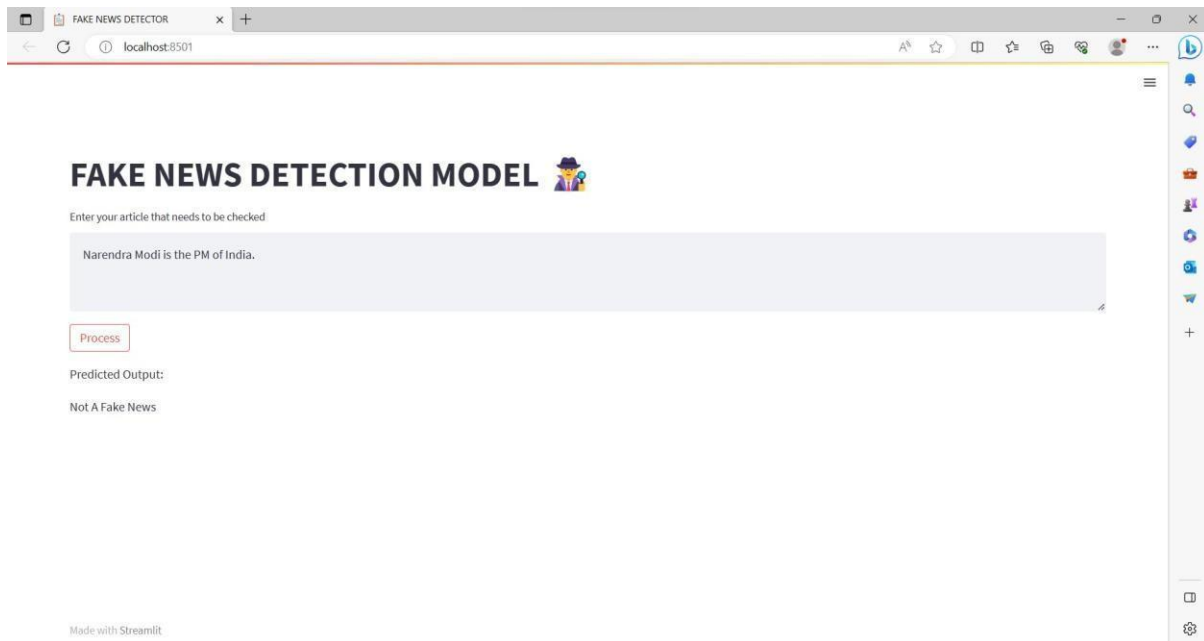 FAKE NEWS DETECTOR
localhost:8501
FAKE NEWS DETECTION MODEL
Enter your article that needs to be checked
Narendra Modi is the PM of India.
Process
Predicted Output:
Not A Fake News
Made with Streamlit